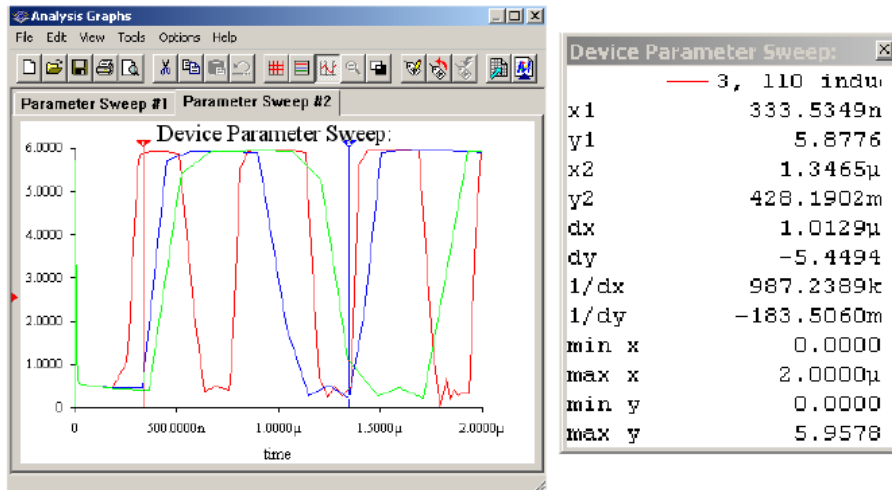 Analysis Graphs
File Edit View Tools Options Help
Parameter Sweep #1 Parameter Sweep #2
Device Parameter Sweep:
6.0000
5.0000
4.0000
3.0000
2.0000
1.0000
0
0 500.0000n 1.0000µ 1.5000µ 2.0000µ
time
Device Parameter Sweep:
3, 110 indu
x1 333.5349n
y1 5.8776
x2 1.3465µ
y2 428.1902m
dx 1.0129µ
dy -5.4494
1/dx 987.2389k
1/dy -183.5060m
min x 0.0000
max x 2.0000µ
min y 0.0000
max y 5.9578